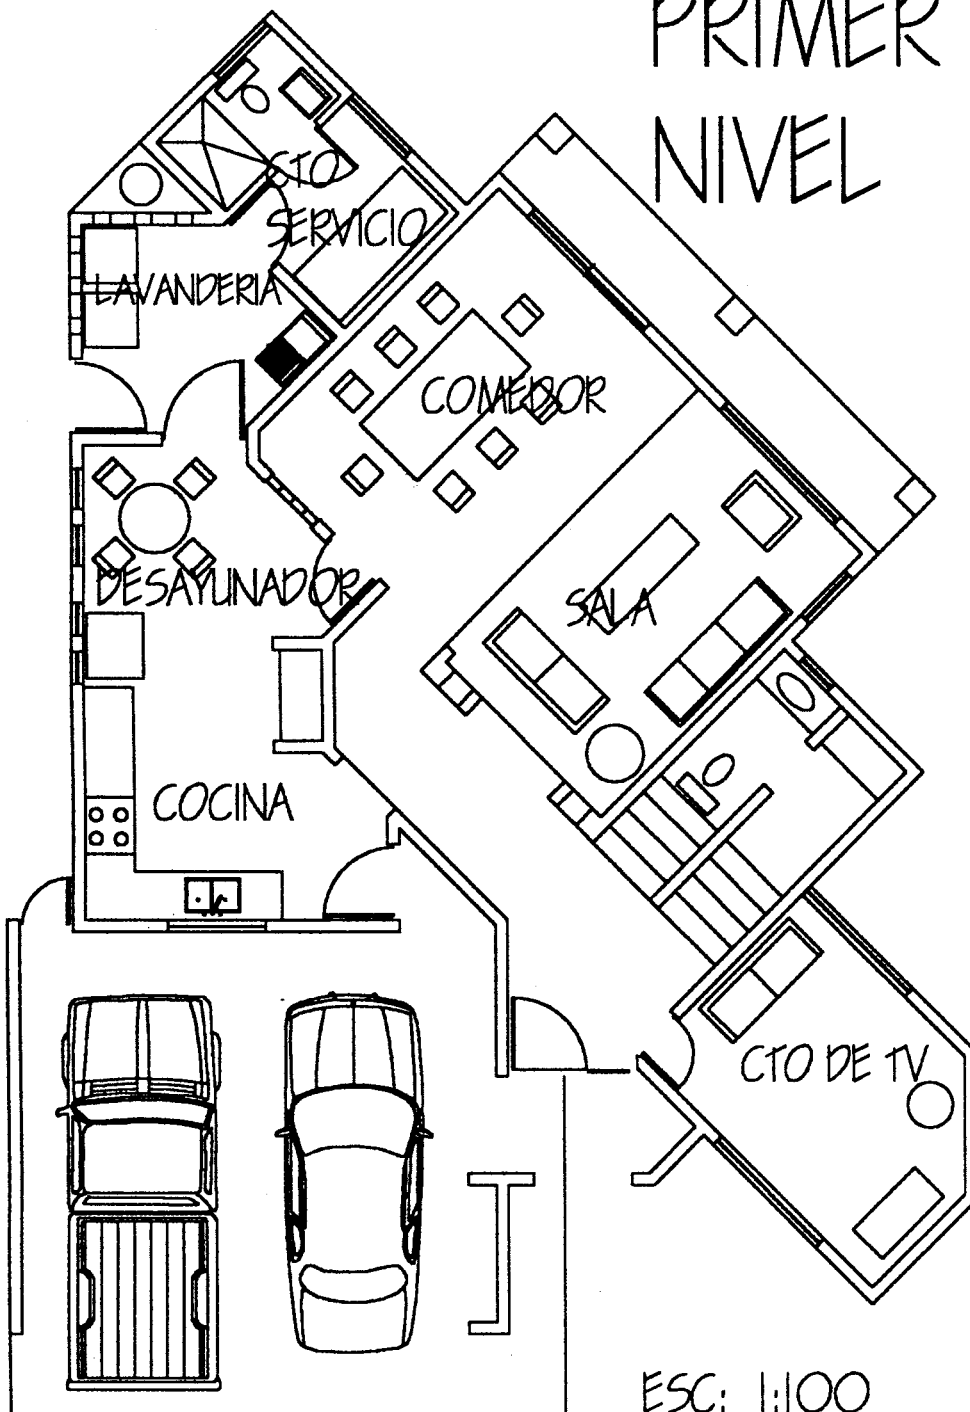 PRIMER
NIVEL
CTO
SERVICIO
LAVANDERIA
COMEDOR
DESAYUNADOR
SALA
COCINA
CTO DE TV
ESC: 1:100